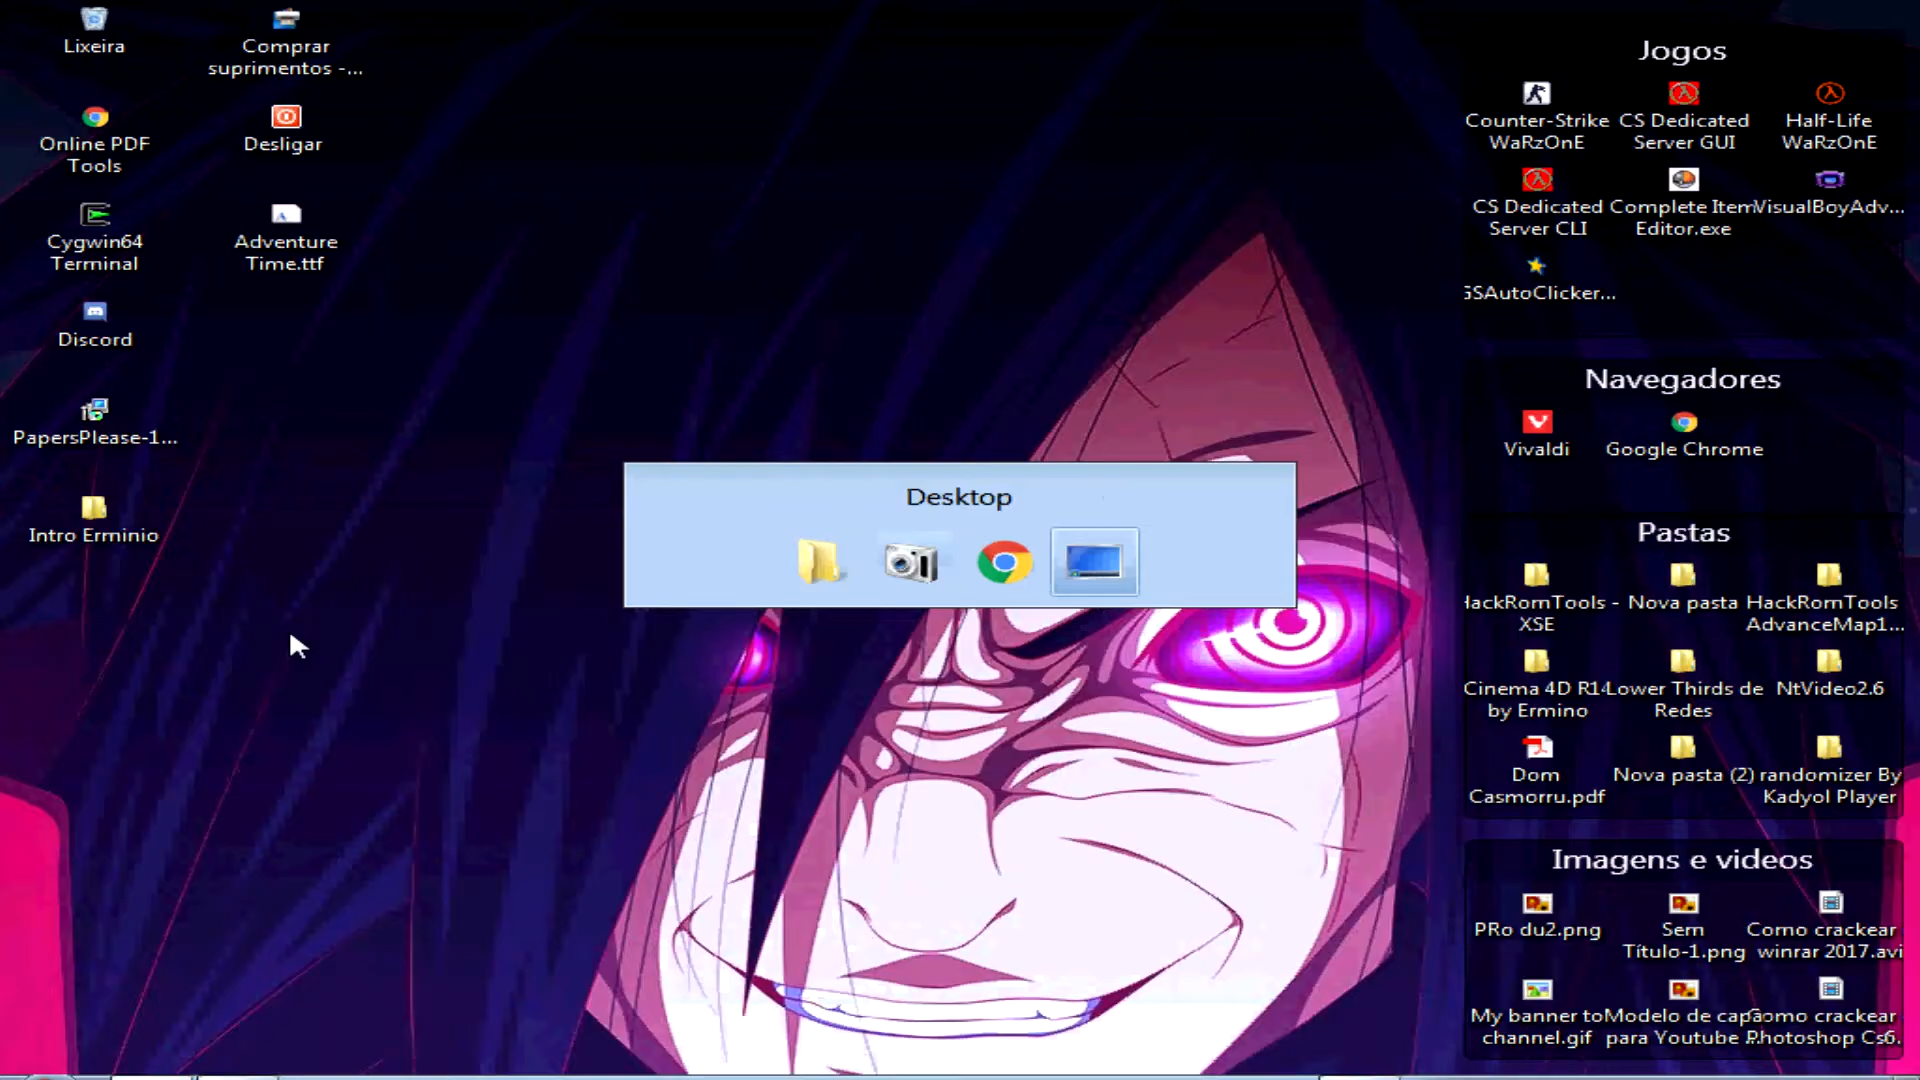 Lixeira
Comprar
suprimentos -...
Online PDF
Tools
Desligar
Cygwin64
Terminal
Adventure
Time.ttf
Discord
PapersPlease-1...
Intro Erminio
Desktop
Jogos
Counter-Strike
WaRzOnE
CS Dedicated
Server GUI
Half-Life
WaRzOnE
CS Dedicated
Server CLI
Complete Item
Editor.exe
VisualBoyAdv...
GSAutoClicker...
Navegadores
Vivaldi
Google Chrome
Pastas
HackRomTools -
XSE
Nova pasta
HackRomTools
AdvanceMap1...
Cinema 4D R14
by Ermino
Lower Thirds de
Redes
NtVideo2.6
Dom
Casmorru.pdf
Nova pasta (2)
randomizer By
Kadyol Player
Imagens e videos
PRo du2.png
Sem
Título-1.png
Como crackear
winrar 2017.avi
My banner to
channel.gif
Modelo de capa
para Youtube
Como crackear
Photoshop Cs6.